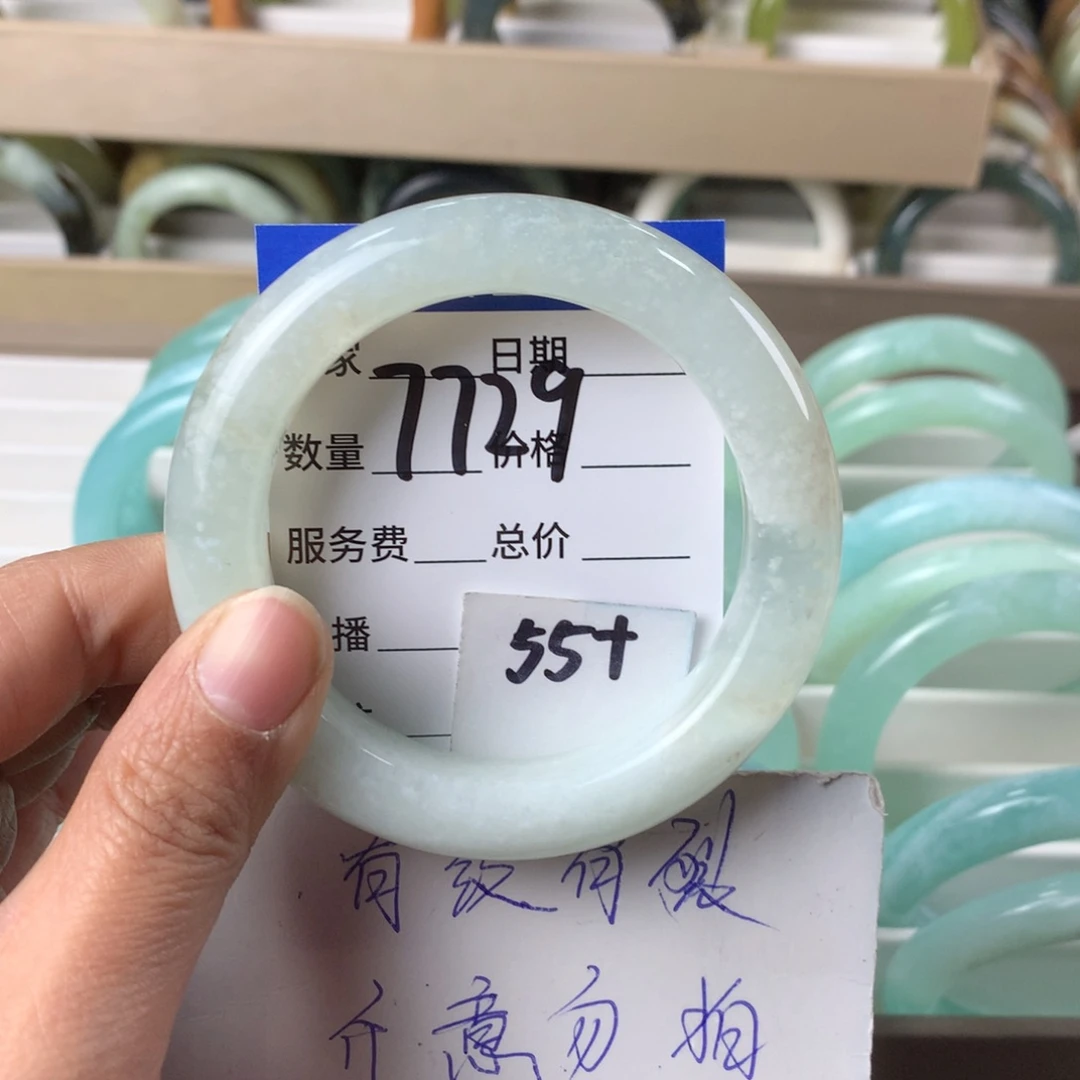 家 日期
7729
数量 价格
服务费 总价
播
55+
有纹有裂
介意勿拍